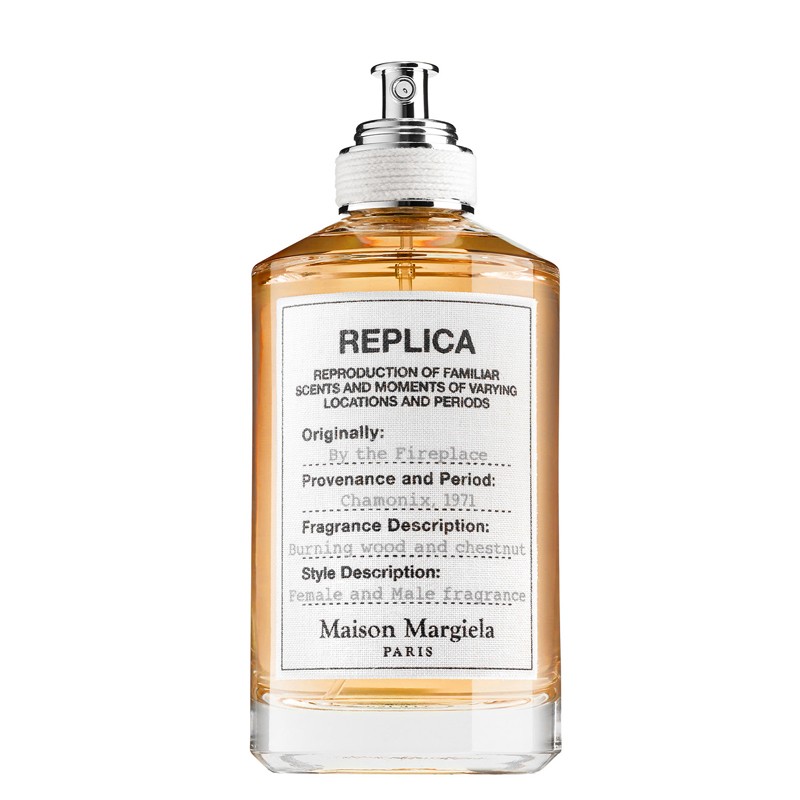 REPLICA
REPRODUCTION OF FAMILIAR
SCENTS AND MOMENTS OF VARYING
LOCATIONS AND PERIODS
Originally:
By the Fireplace
Provenance and Period:
Chamonix, 1971
Fragrance Description:
Burning wood and chestnut
Style Description:
Female and Male fragrance
Maison Margiela
PARIS